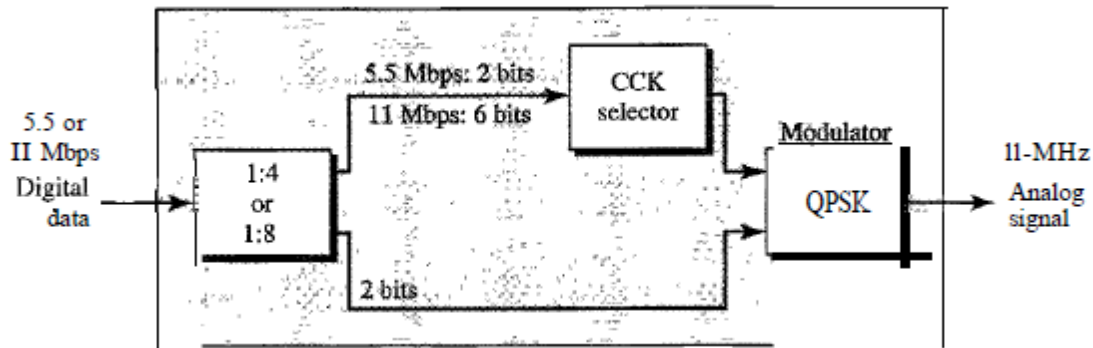 5.5 or
II Mbps
Digital
data
1:4
or
1:8
5.5 Mbps: 2 bits
11 Mbps: 6 bits
2 bits
CCK
selector
Modulator
QPSK
11-MHz
Analog
signal